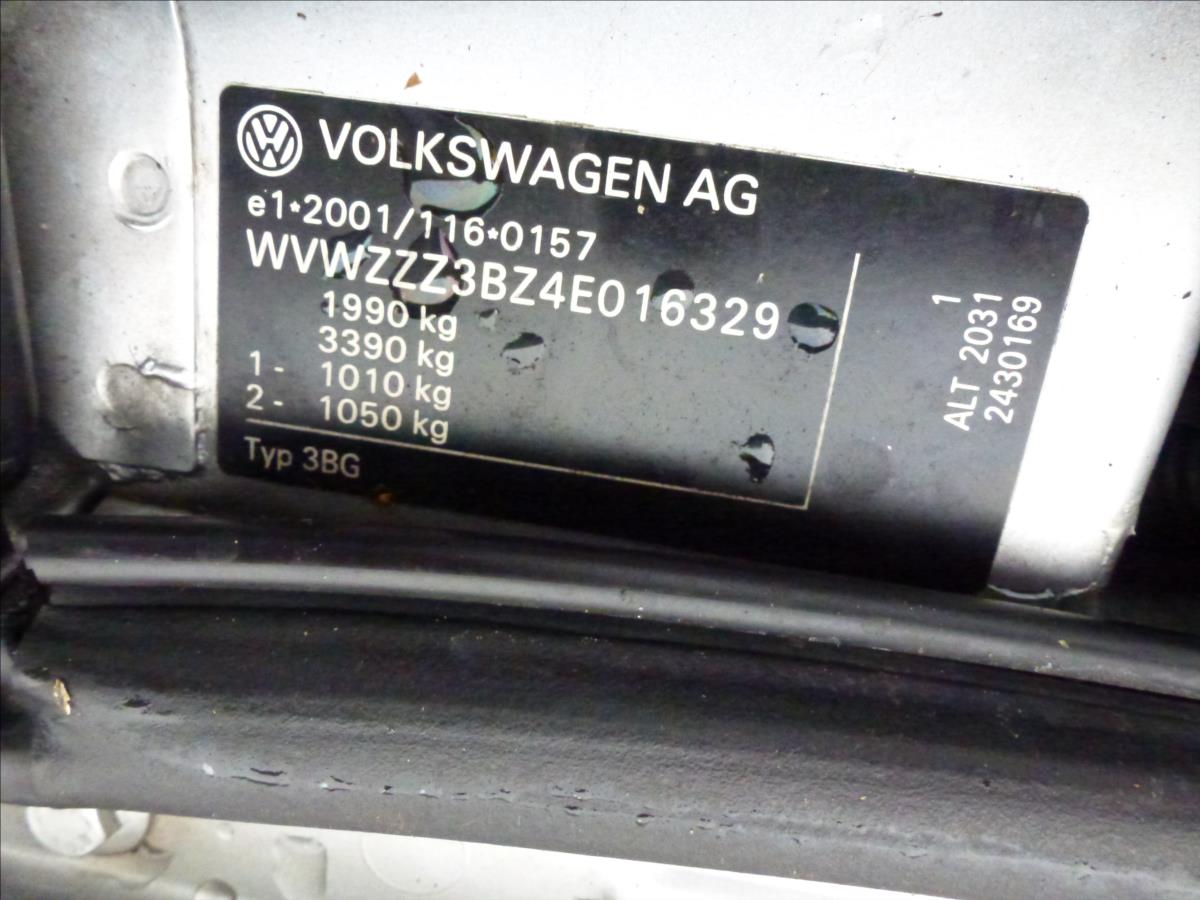 VOLKSWAGEN AG
e1*2001/116*0157
WVWZZZ3BZ4E016329
1990 kg
3390 kg
1 - 1010 kg
2 - 1050 kg
Typ 3BG
1
ALT 2031
2430169